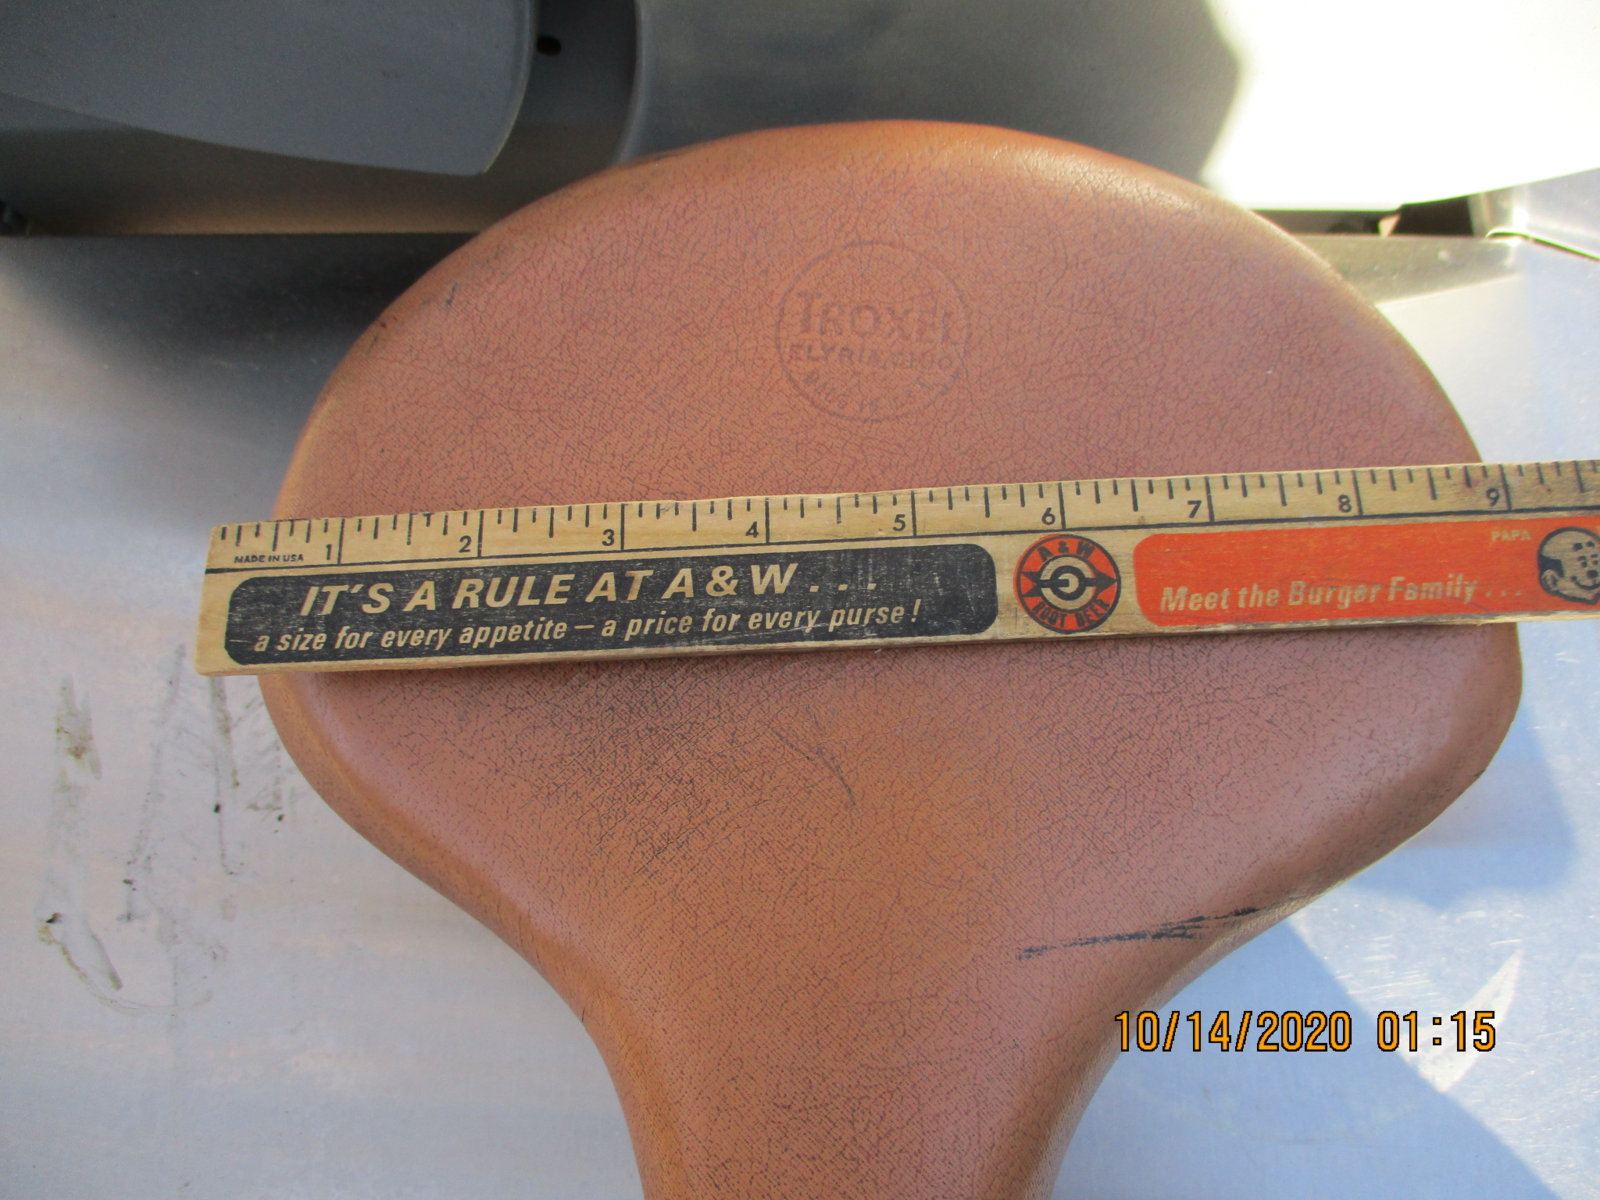 TROXEL
ELYRIA, OHIO
MADE IN
1 2 3 4 5 6 7 8 9
MADE IN USA
IT'S A RULE AT A & W . . .
a size for every appetite — a price for every purse !
A & W
ROOT BEER
PAPA
Meet the Burger Family . . .
10/14/2020 01:15